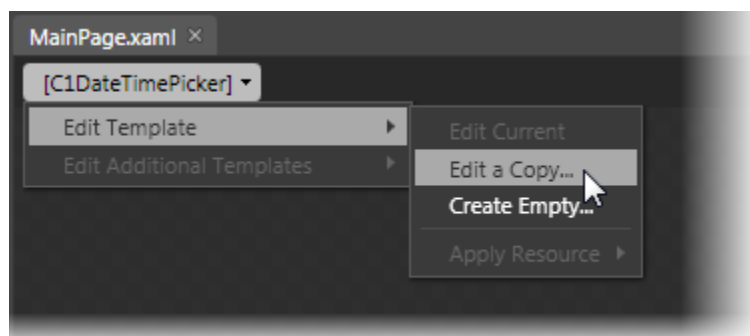 MainPage.xaml ×
[C1DateTimePicker]
Edit Template
Edit Additional Templates
Edit Current
Edit a Copy...
Create Empty...
Apply Resource